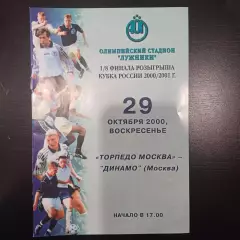 ОЛИМПИЙСКИЙ СТАДИОН
"ЛУЖНИКИ"
1/8 ФИНАЛА РОЗЫГРЫША
КУБКА РОССИИ 2000/2001 Г.
29
ОКТЯБРЯ 2000,
ВОСКРЕСЕНЬЕ
«ТОРПЕДО МОСКВА» –
"ДИНАМО" (Москва)
НАЧАЛО В 17.00